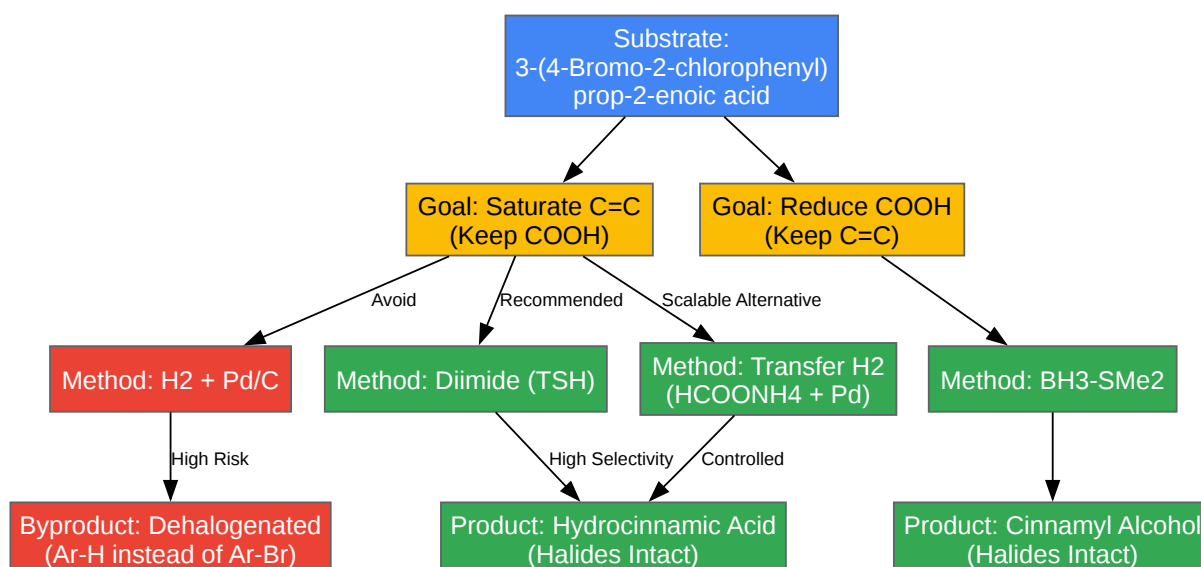 Substrate:
3-(4-Bromo-2-chlorophenyl)
prop-2-enoic acid
Goal: Saturate C=C
(Keep COOH)
Goal: Reduce COOH
(Keep C=C)
Avoid
Recommended
Scalable Alternative
Method: H2 + Pd/C
Method: Diimide (TSH)
Method: Transfer H2
(HCOONH4 + Pd)
Method: BH3-SMe2
High Risk
High Selectivity
Controlled
Byproduct: Dehalogenated
(Ar-H instead of Ar-Br)
Product: Hydrocinnamic Acid
(Halides Intact)
Product: Cinnamyl Alcohol
(Halides Intact)